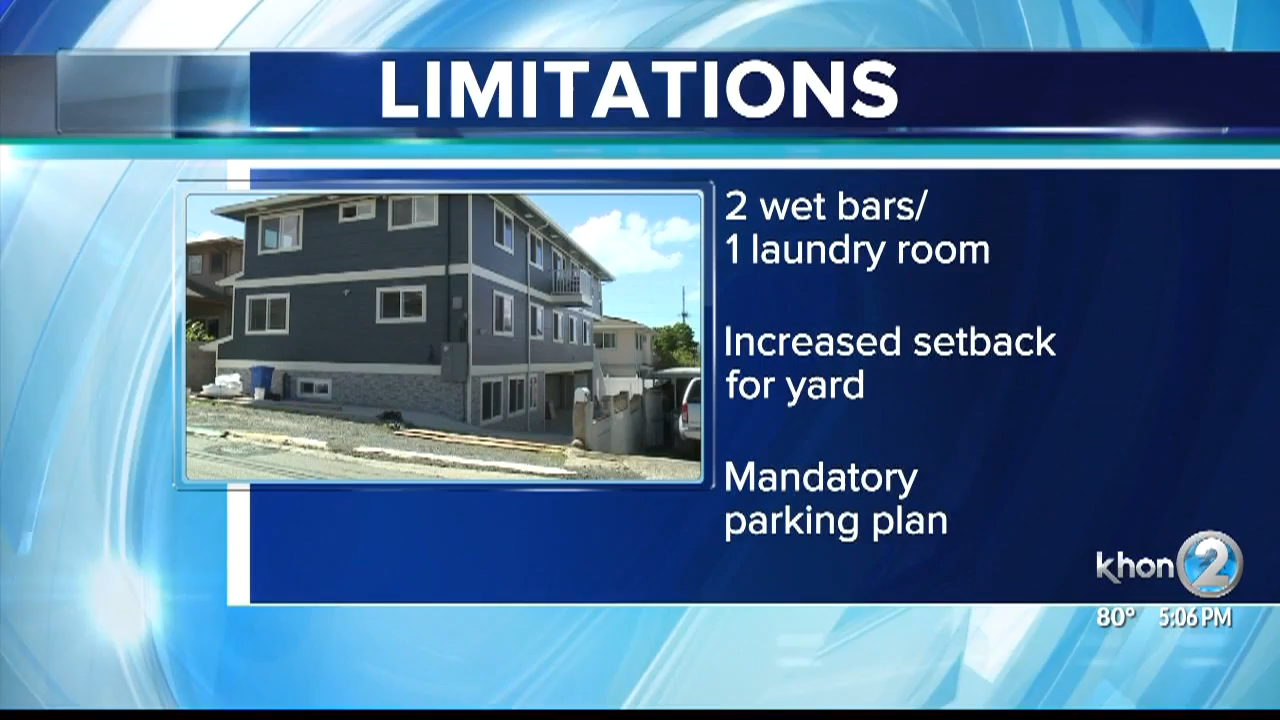 LIMITATIONS
2 wet bars/
1 laundry room
Increased setback
for yard
Mandatory
parking plan
khon 2
80° 5:06 PM